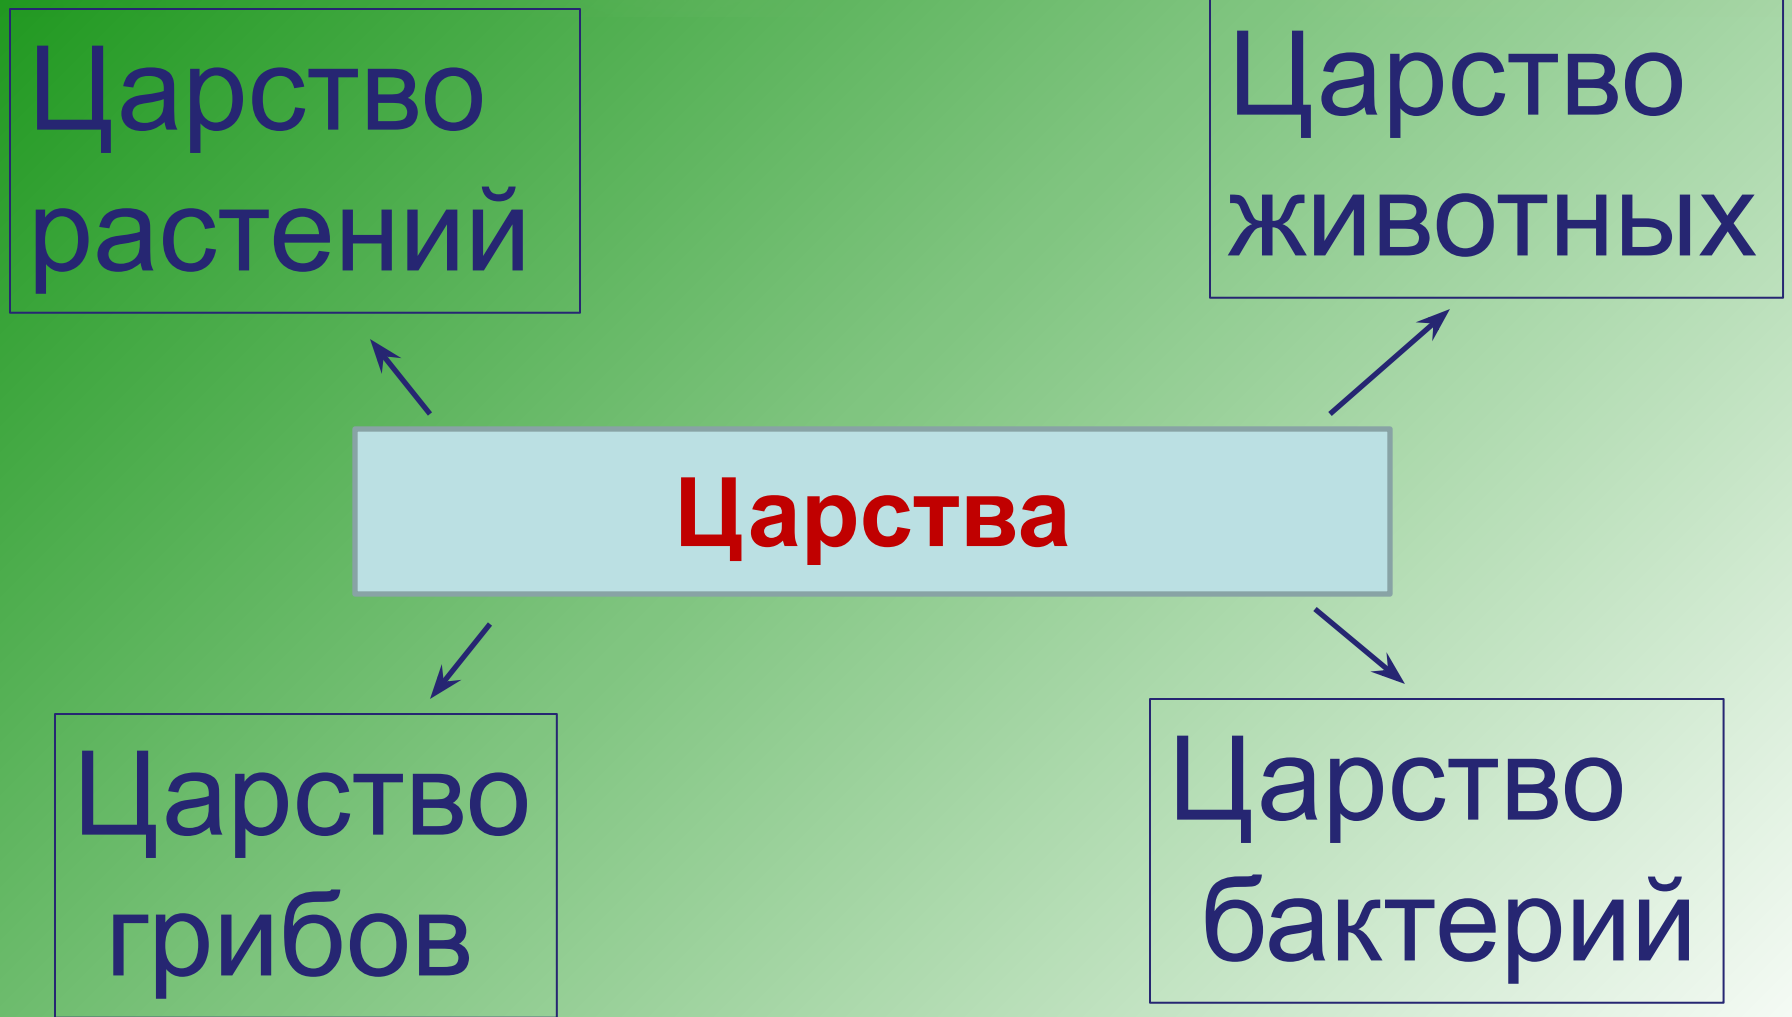 Царство
растений
Царство
животных
Царства
Царство
грибов
Царство
бактерий